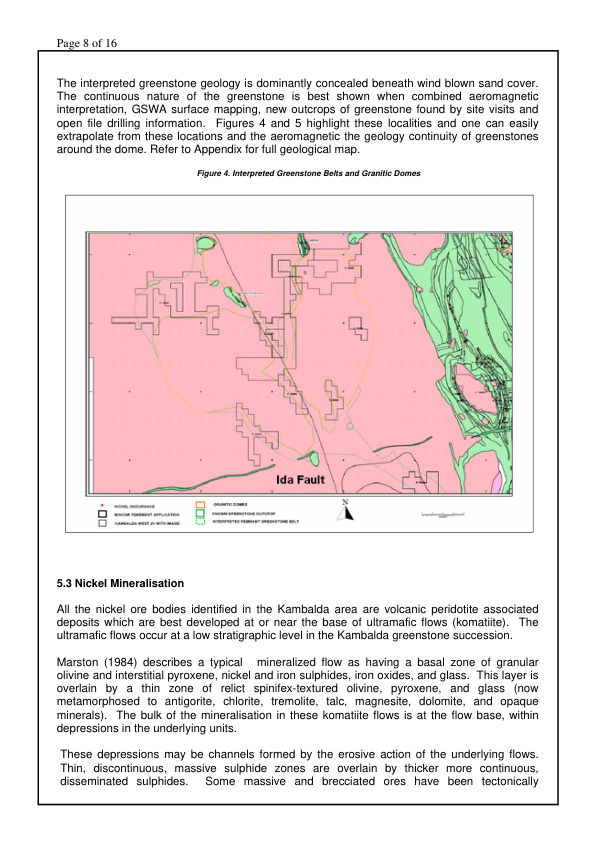 Page 8 of 16
The interpreted greenstone geology is dominantly concealed beneath wind blown sand cover.
The continuous nature of the greenstone is best shown when combined aeromagnetic
interpretation, GSWA surface mapping, new outcrops of greenstone found by site visits and
open file drilling information.  Figures 4 and 5 highlight these localities and one can easily
extrapolate from these locations and the aeromagnetic the geology continuity of greenstones
around the dome. Refer to Appendix for full geological map.
Figure 4. Interpreted Greenstone Belts and Granitic Domes
Ida Fault
NICKEL OCCURANCE
MINCOR TENEMENT APPLICATION
KAMBALDA WEST JV WITH IMAGE
GRANITIC DOMES
KNOWN GREENSTONE OUTCROP
INTERPRETED REMNANT GREENSTONE BELT
N
5.3 Nickel Mineralisation
All the nickel ore bodies identified in the Kambalda area are volcanic peridotite associated
deposits which are best developed at or near the base of ultramafic flows (komatiite).  The
ultramafic flows occur at a low stratigraphic level in the Kambalda greenstone succession.
Marston (1984) describes a typical  mineralized flow as having a basal zone of granular
olivine and interstitial pyroxene, nickel and iron sulphides, iron oxides, and glass.  This layer is
overlain by a thin zone of relict spinifex-textured olivine, pyroxene, and glass (now
metamorphosed to antigorite, chlorite, tremolite, talc, magnesite, dolomite, and opaque
minerals).  The bulk of the mineralisation in these komatiite flows is at the flow base, within
depressions in the underlying units.
These depressions may be channels formed by the erosive action of the underlying flows.
Thin, discontinuous, massive sulphide zones are overlain by thicker more continuous,
disseminated sulphides.  Some massive and brecciated ores have been tectonically